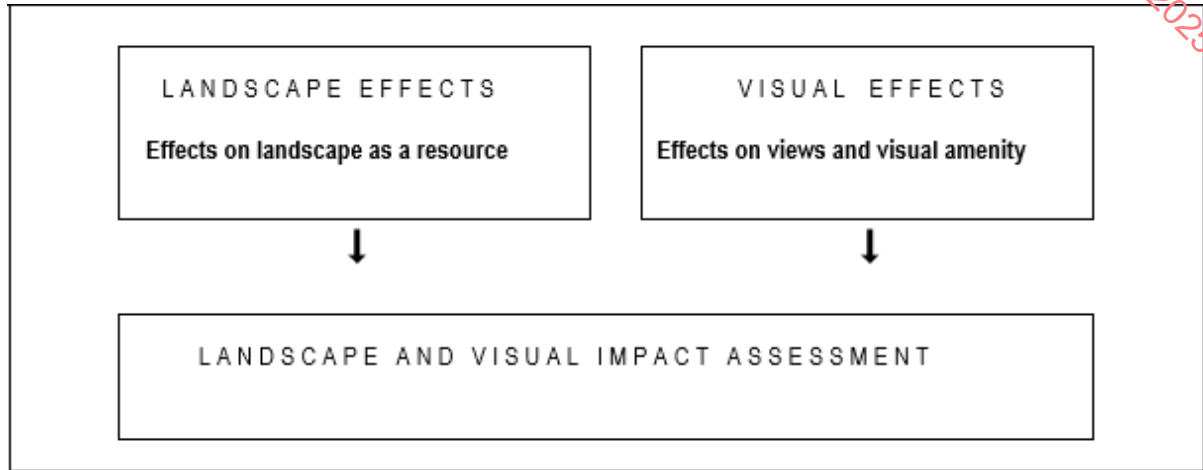 2025
LANDSCAPE EFFECTS
VISUAL EFFECTS
Effects on landscape as a resource
Effects on views and visual amenity
LANDSCAPE AND VISUAL IMPACT ASSESSMENT